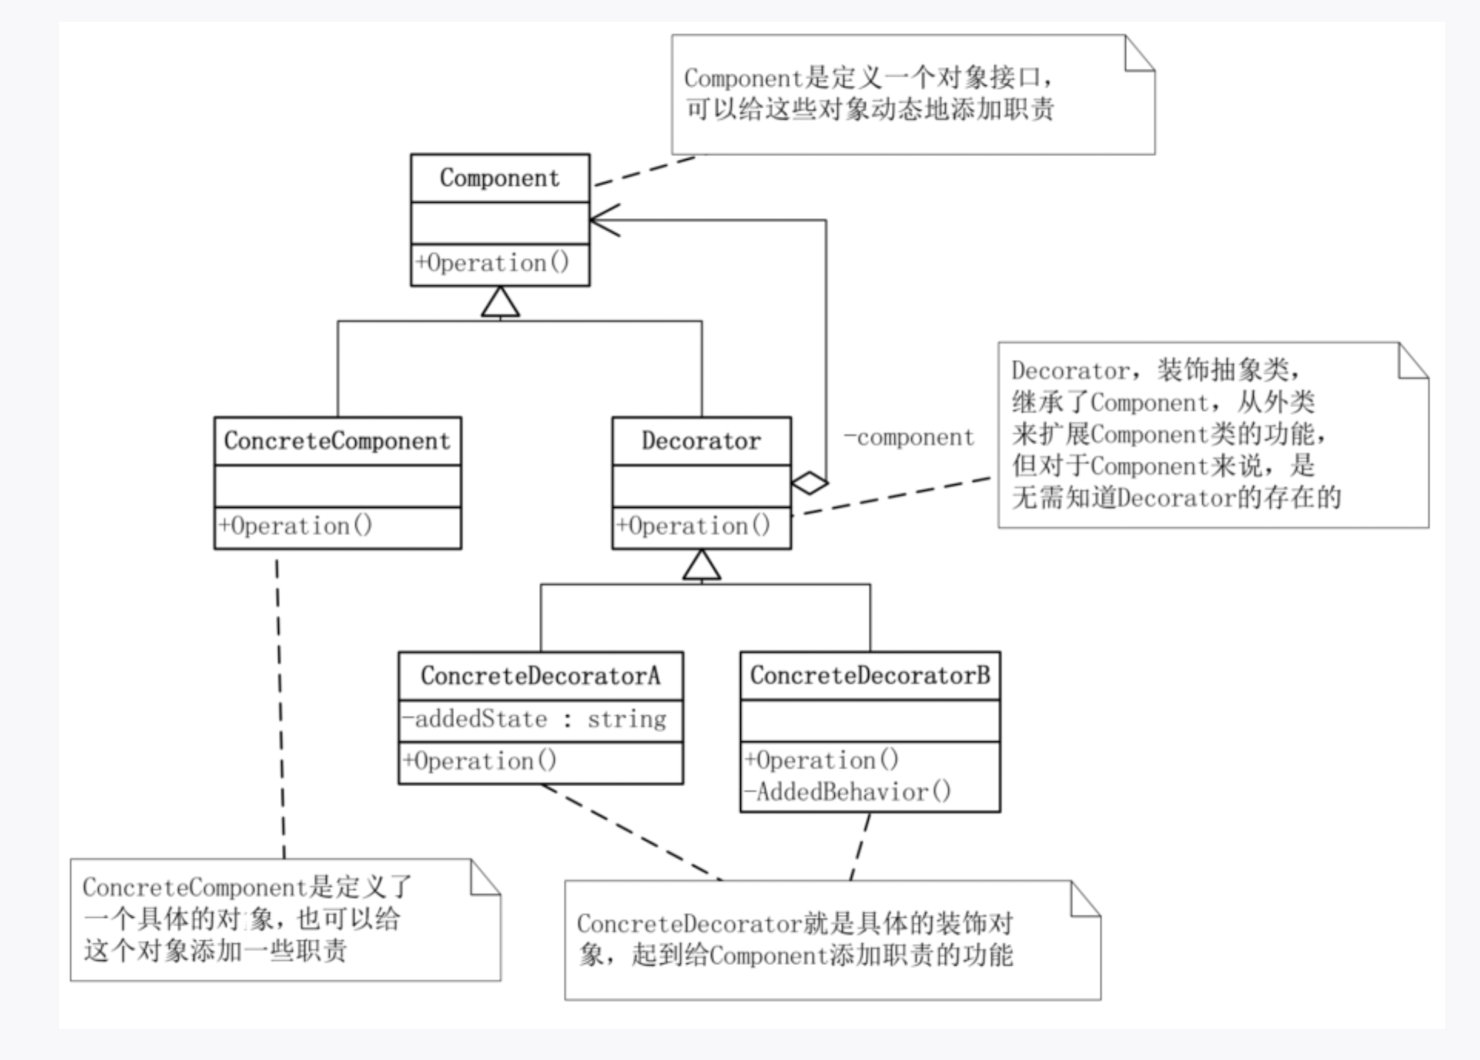 Component是定义一个对象接口，
可以给这些对象动态地添加职责
Component
+Operation()
Decorator，装饰抽象类，
继承了Component，从外类
来扩展Component类的功能，
但对于Component来说，是
无需知道Decorator的存在的
ConcreteComponent
+Operation()
Decorator
+Operation()
-component
ConcreteDecoratorA
-addedState : string
+Operation()
ConcreteDecoratorB
+Operation()
-AddedBehavior()
ConcreteComponent是定义了
一个具体的对象，也可以给
这个对象添加一些职责
ConcreteDecorator就是具体的装饰对
象，起到给Component添加职责的功能